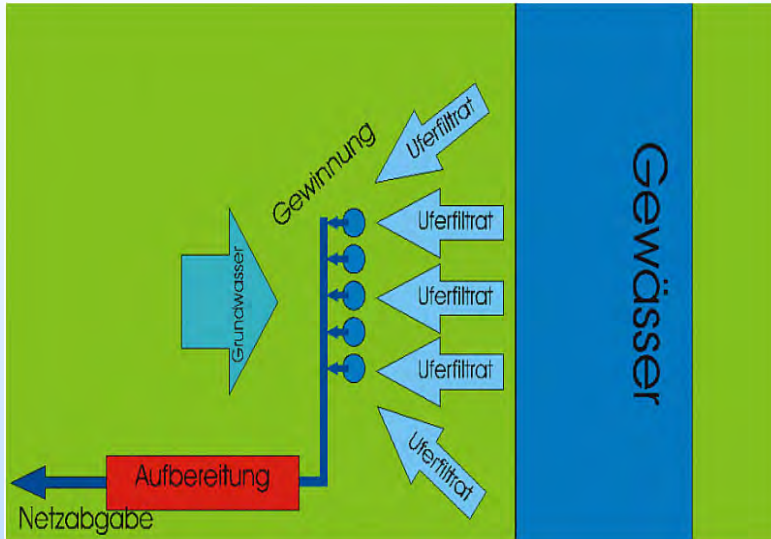 Uferfiltrat
Gewinnung
Uferfiltrat
Gewässer
Grundwasser
Uferfiltrat
Uferfiltrat
Uferfiltrat
Aufbereitung
Netzabgabe